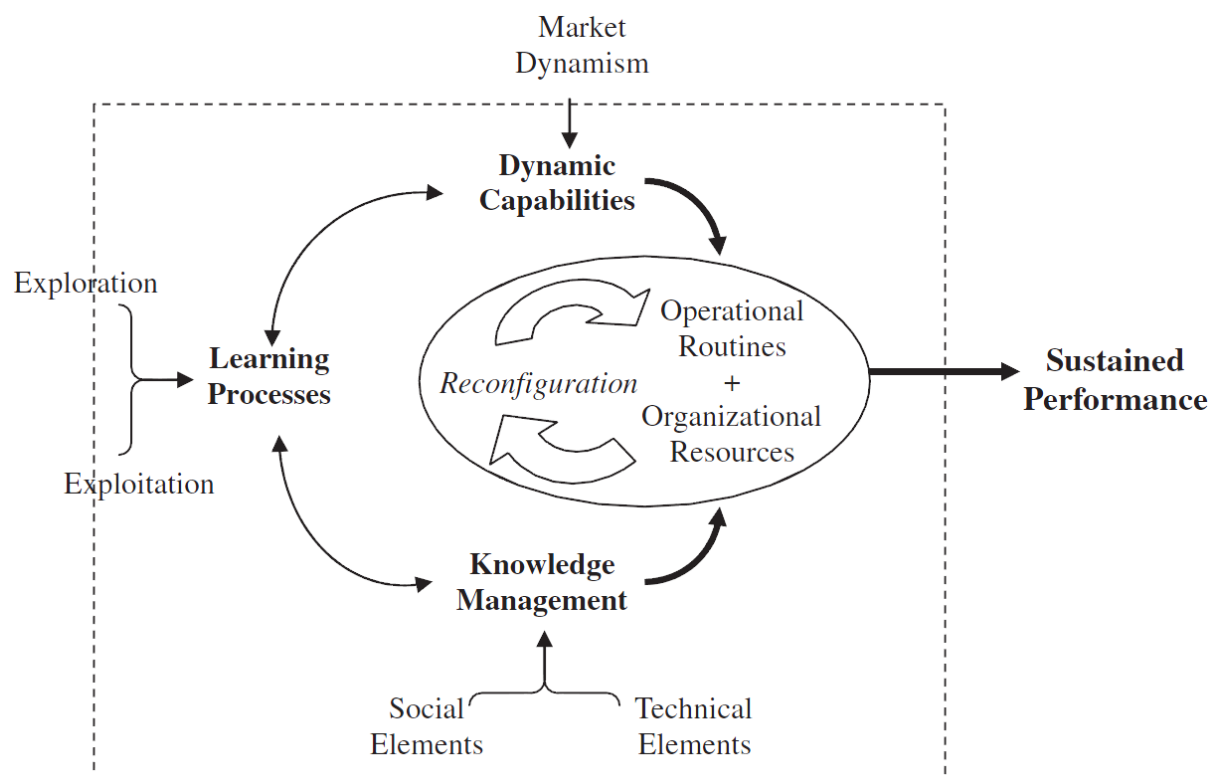 Market
Dynamism
Dynamic
Capabilities
Exploration
Operational
Routines
Learning
Processes
Reconfiguration
+
Organizational
Resources
Sustained
Performance
Exploitation
Knowledge
Management
Social
Elements
Technical
Elements